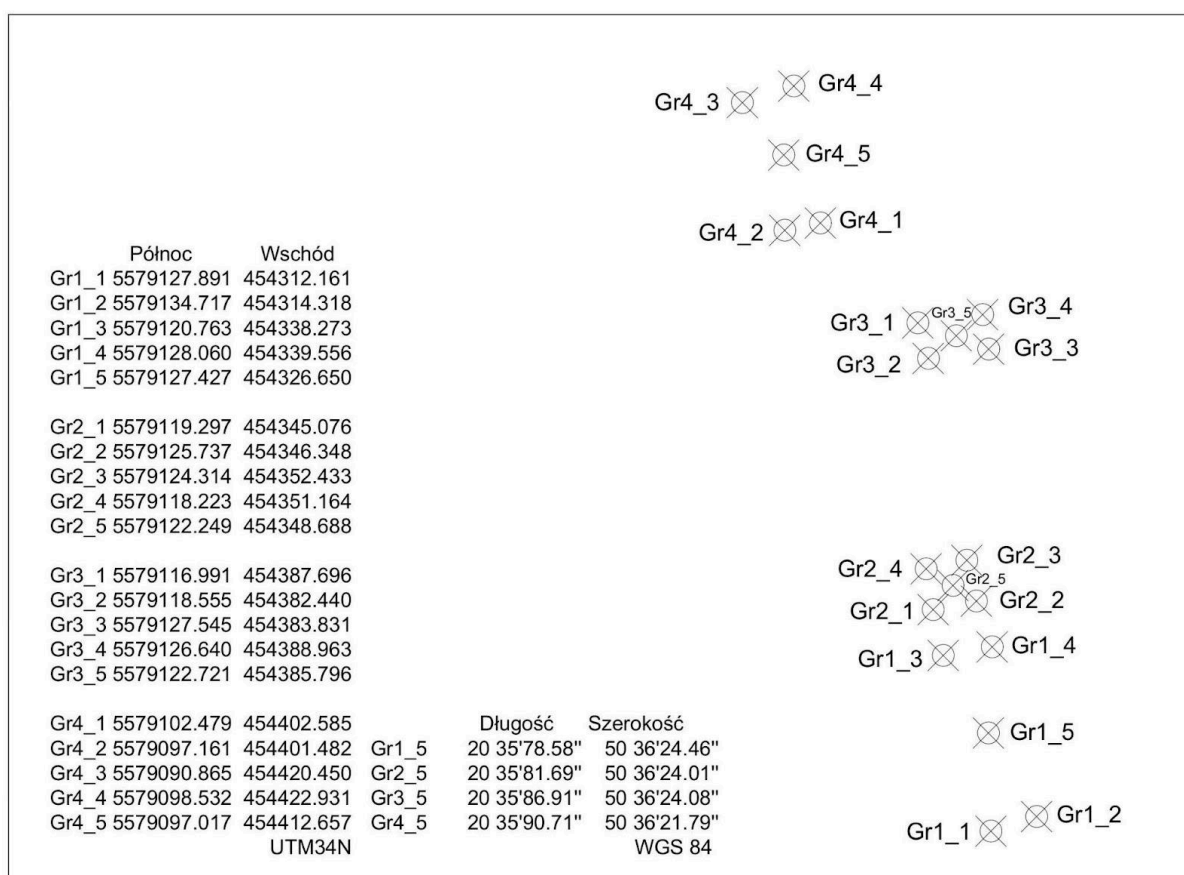 Gr4_4
Gr4_3
Gr4_5
Gr4_1
Gr4_2
Północ Wschód
Gr1_1 5579127.891 454312.161
Gr1_2 5579134.717 454314.318
Gr1_3 5579120.763 454338.273
Gr1_4 5579128.060 454339.556
Gr1_5 5579127.427 454326.650
Gr2_1 5579119.297 454345.076
Gr2_2 5579125.737 454346.348
Gr2_3 5579124.314 454352.433
Gr2_4 5579118.223 454351.164
Gr2_5 5579122.249 454348.688
Gr3_1 5579116.991 454387.696
Gr3_2 5579118.555 454382.440
Gr3_3 5579127.545 454383.831
Gr3_4 5579126.640 454388.963
Gr3_5 5579122.721 454385.796
Długość Szerokość
Gr4_1 5579102.479 454402.585
Gr4_2 5579097.161 454401.482 Gr1_5 20 35'78.58" 50 36'24.46"
Gr4_3 5579090.865 454420.450 Gr2_5 20 35'81.69" 50 36'24.01"
Gr4_4 5579098.532 454422.931 Gr3_5 20 35'86.91" 50 36'24.08"
Gr4_5 5579097.017 454412.657 Gr4_5 20 35'90.71" 50 36'21.79"
UTM34N WGS 84
Gr3_4
Gr3_5
Gr3_1
Gr3_3
Gr3_2
Gr2_3
Gr2_4
Gr2_5
Gr2_2
Gr2_1
Gr1_4
Gr1_3
Gr1_5
Gr1_2
Gr1_1